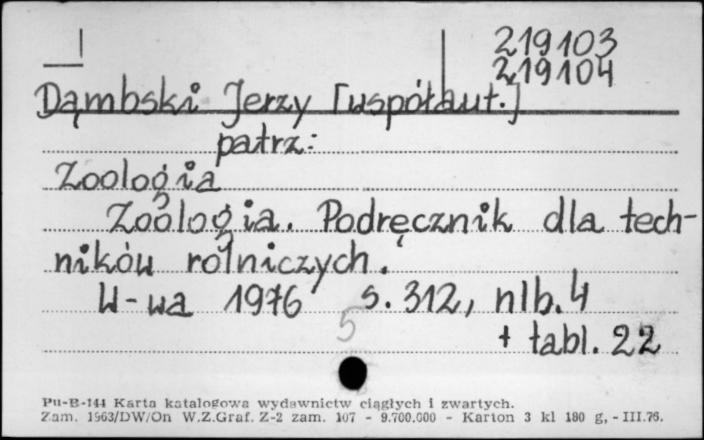 219103
219104
Dąmbski Jerzy [współaut.]
patrz:
Zoologia
Zoologia. Podręcznik dla tech-
ników rolniczych.
W-wa 1976 s. 312, nlb. 4
+ tabl. 22
5
Pu-B-144 Karta katalogowa wydawnictw ciągłych i zwartych.
Zam. 1963/DW/On W.Z.Graf. Z-2 zam. 107 - 9.700.000 - Karton 3 kl 180 g, - III.76.